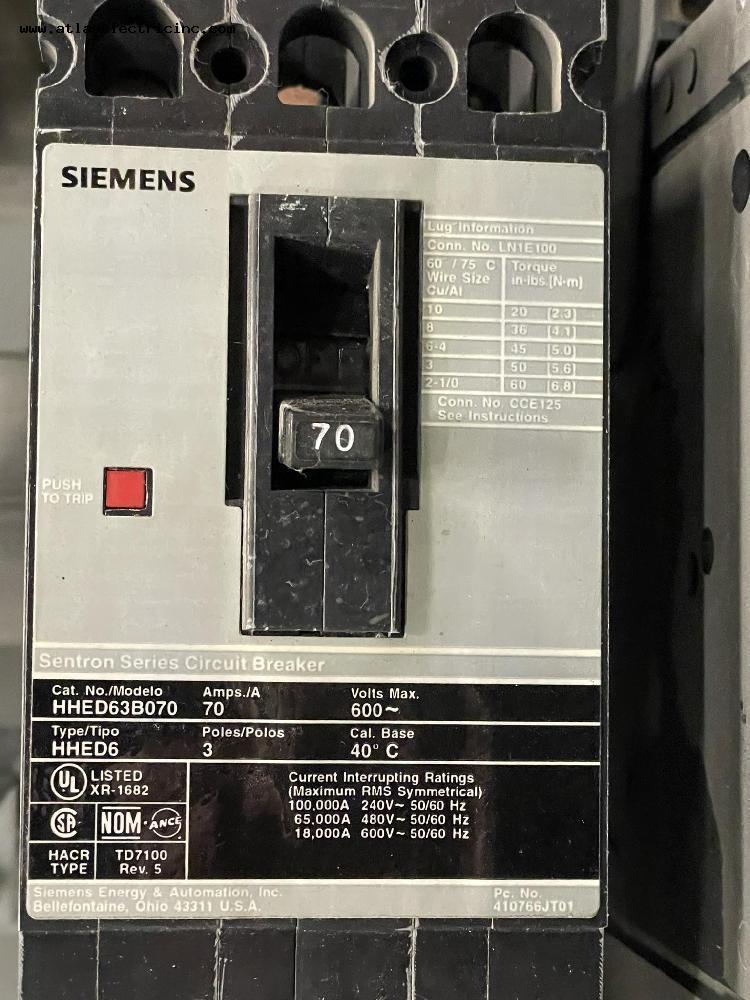 www.atlaselectricinc.com
SIEMENS
Lug Information
Conn. No. LN1E100
60 / 75 C Wire Size Cu/Al Torque in-lbs.[N-m]
10 20 [2.3]
8 36 [4.1]
6-4 45 [5.0]
3 50 [5.6]
2-1/0 60 [6.8]
Conn. No. CCE125
See Instructions
70
PUSH
TO TRIP
Sentron Series Circuit Breaker
Cat. No./Modelo Amps./A Volts Max.
HHED63B070 70 600~
Type/Tipo Poles/Polos Cal. Base
HHED6 3 40° C
UL LISTED
XR-1682
SA NOM-ANCE
HACR
TYPE
TD7100
Rev. 5
Current Interrupting Ratings
(Maximum RMS Symmetrical)
100,000A 240V~ 50/60 Hz
65,000A 480V~ 50/60 Hz
18,000A 600V~ 50/60 Hz
Siemens Energy & Automation, Inc.
Bellefontaine, Ohio 43311 U.S.A.
Pc. No.
410766JT01